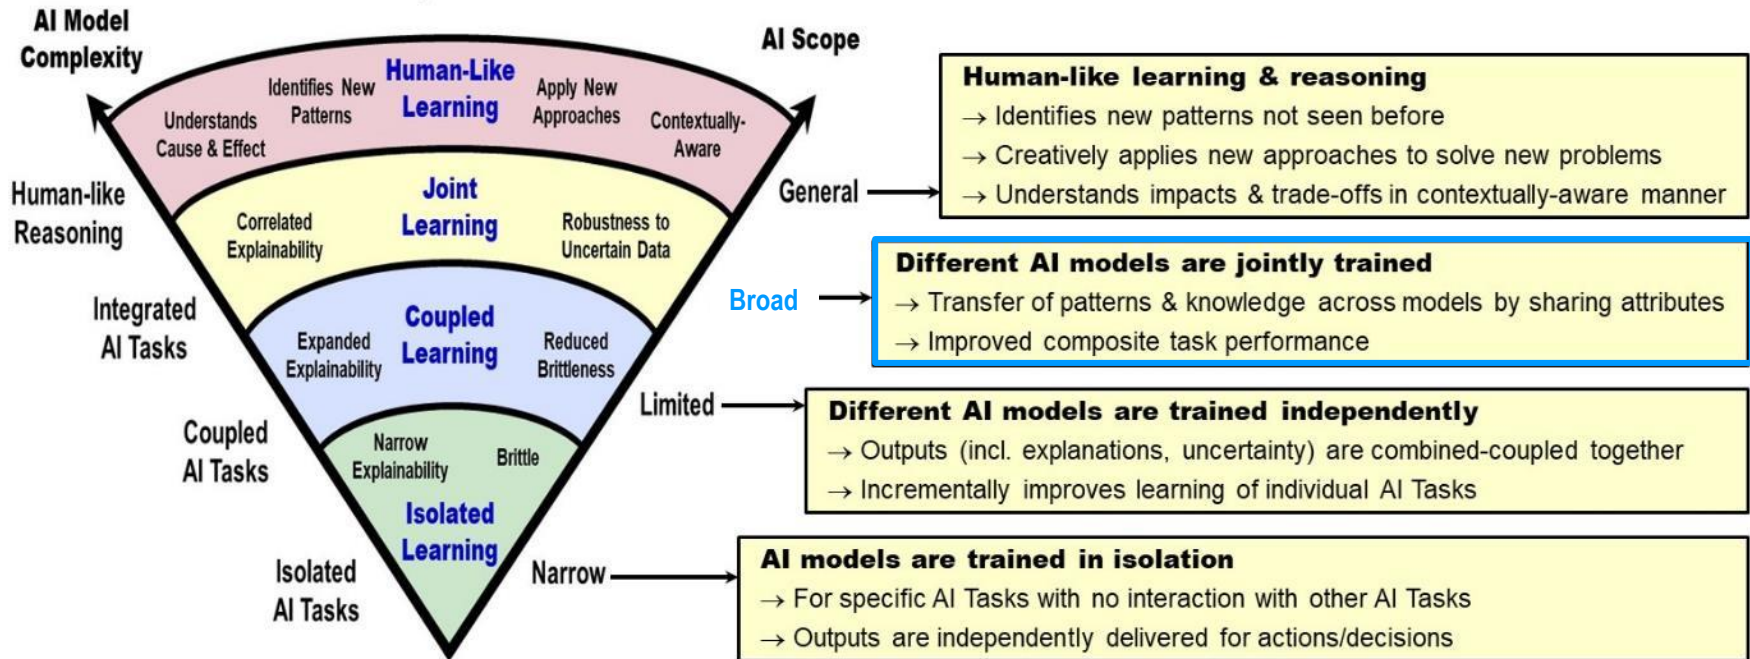 AI Model
Complexity
AI Scope
Human-Like
Learning
Understands
Cause & Effect
Identifies New
Patterns
Apply New
Approaches
Contextually-
Aware
Joint
Learning
Correlated
Explainability
Robustness to
Uncertain Data
Coupled
Learning
Expanded
Explainability
Reduced
Brittleness
Narrow
Explainability
Brittle
Isolated
Learning
Human-like
Reasoning
Integrated
AI Tasks
Coupled
AI Tasks
Isolated
AI Tasks
General
Human-like learning & reasoning
→ Identifies new patterns not seen before
→ Creatively applies new approaches to solve new problems
→ Understands impacts & trade-offs in contextually-aware manner
Broad
Different AI models are jointly trained
→ Transfer of patterns & knowledge across models by sharing attributes
→ Improved composite task performance
Limited
Different AI models are trained independently
→ Outputs (incl. explanations, uncertainty) are combined-coupled together
→ Incrementally improves learning of individual AI Tasks
Narrow
AI models are trained in isolation
→ For specific AI Tasks with no interaction with other AI Tasks
→ Outputs are independently delivered for actions/decisions